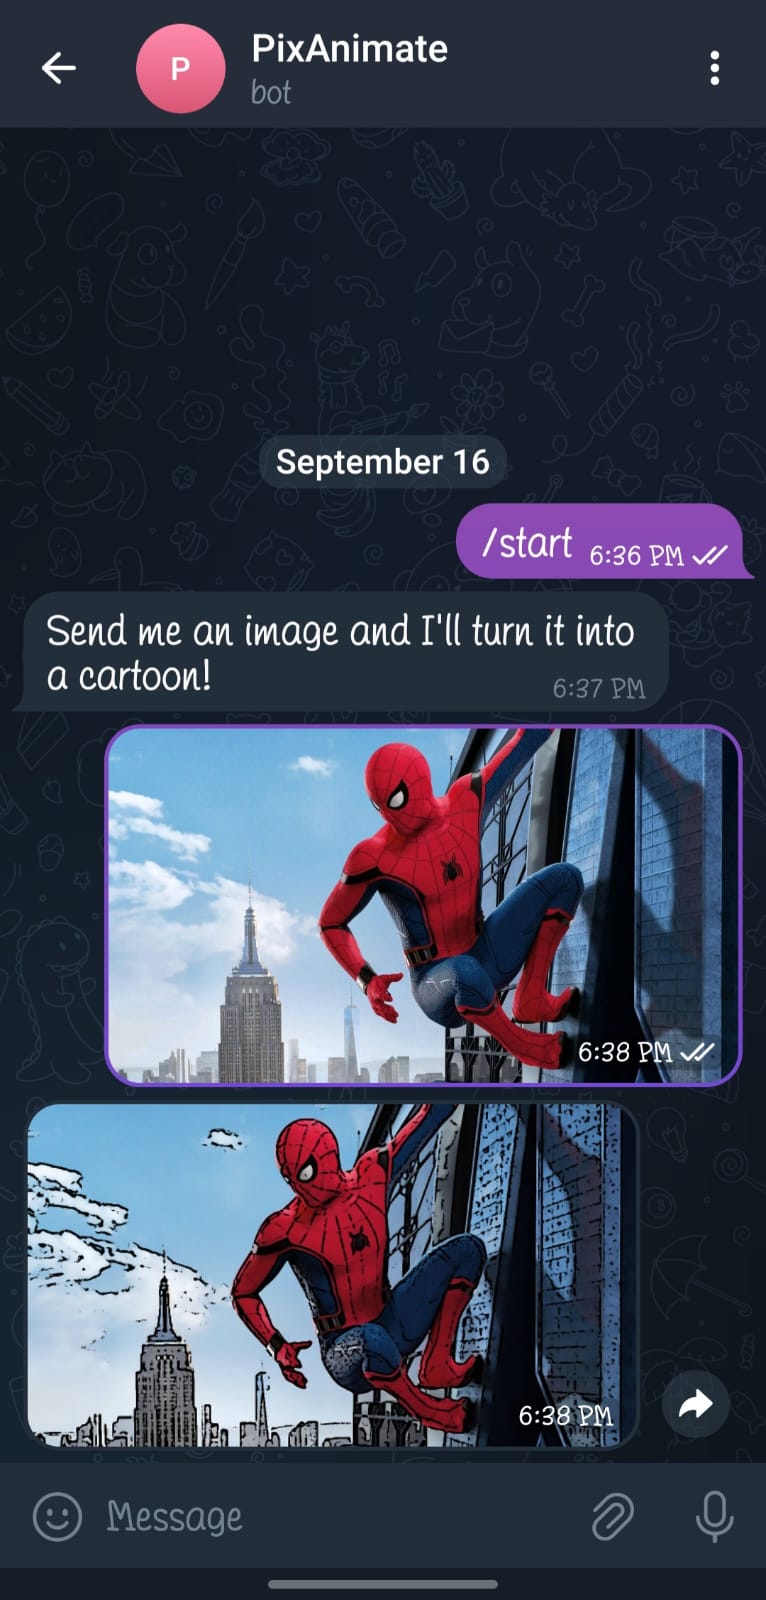 P
PixAnimate
bot
September 16
/start 6:36 PM
Send me an image and I'll turn it into
a cartoon!
6:37 PM
6:38 PM
6:38 PM
Message